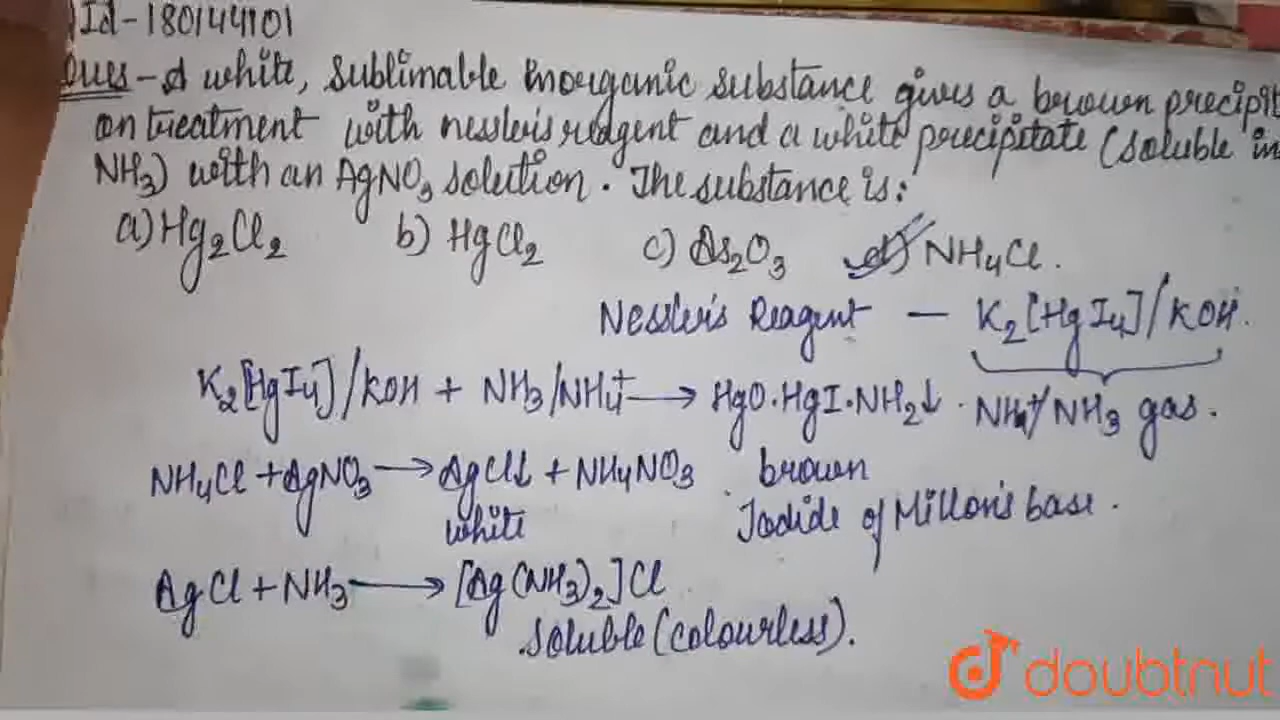 Id-180144101
Ques - A white, sublimable inorganic substance gives a brown precipit
on treatment with nessler's reagent and a white precipitate (soluble in
NH₃) with an AgNO₃ solution. The substance is:
a) Hg₂Cl₂ b) HgCl₂ c) As₂O₃ d) NH₄Cl.
Nessler's Reagent — K₂[HgI₄]/KOH.
K₂[HgI₄]/KOH + NH₃/NH₄⁺ → HgO·HgI·NH₂↓ · NH₄⁺/NH₃ gas.
NH₄Cl + AgNO₃ → AgCl↓ + NH₄NO₃ brown
white Iodide of Millon's base.
AgCl + NH₃ → [Ag(NH₃)₂]Cl
soluble (colourless).
doubtnut